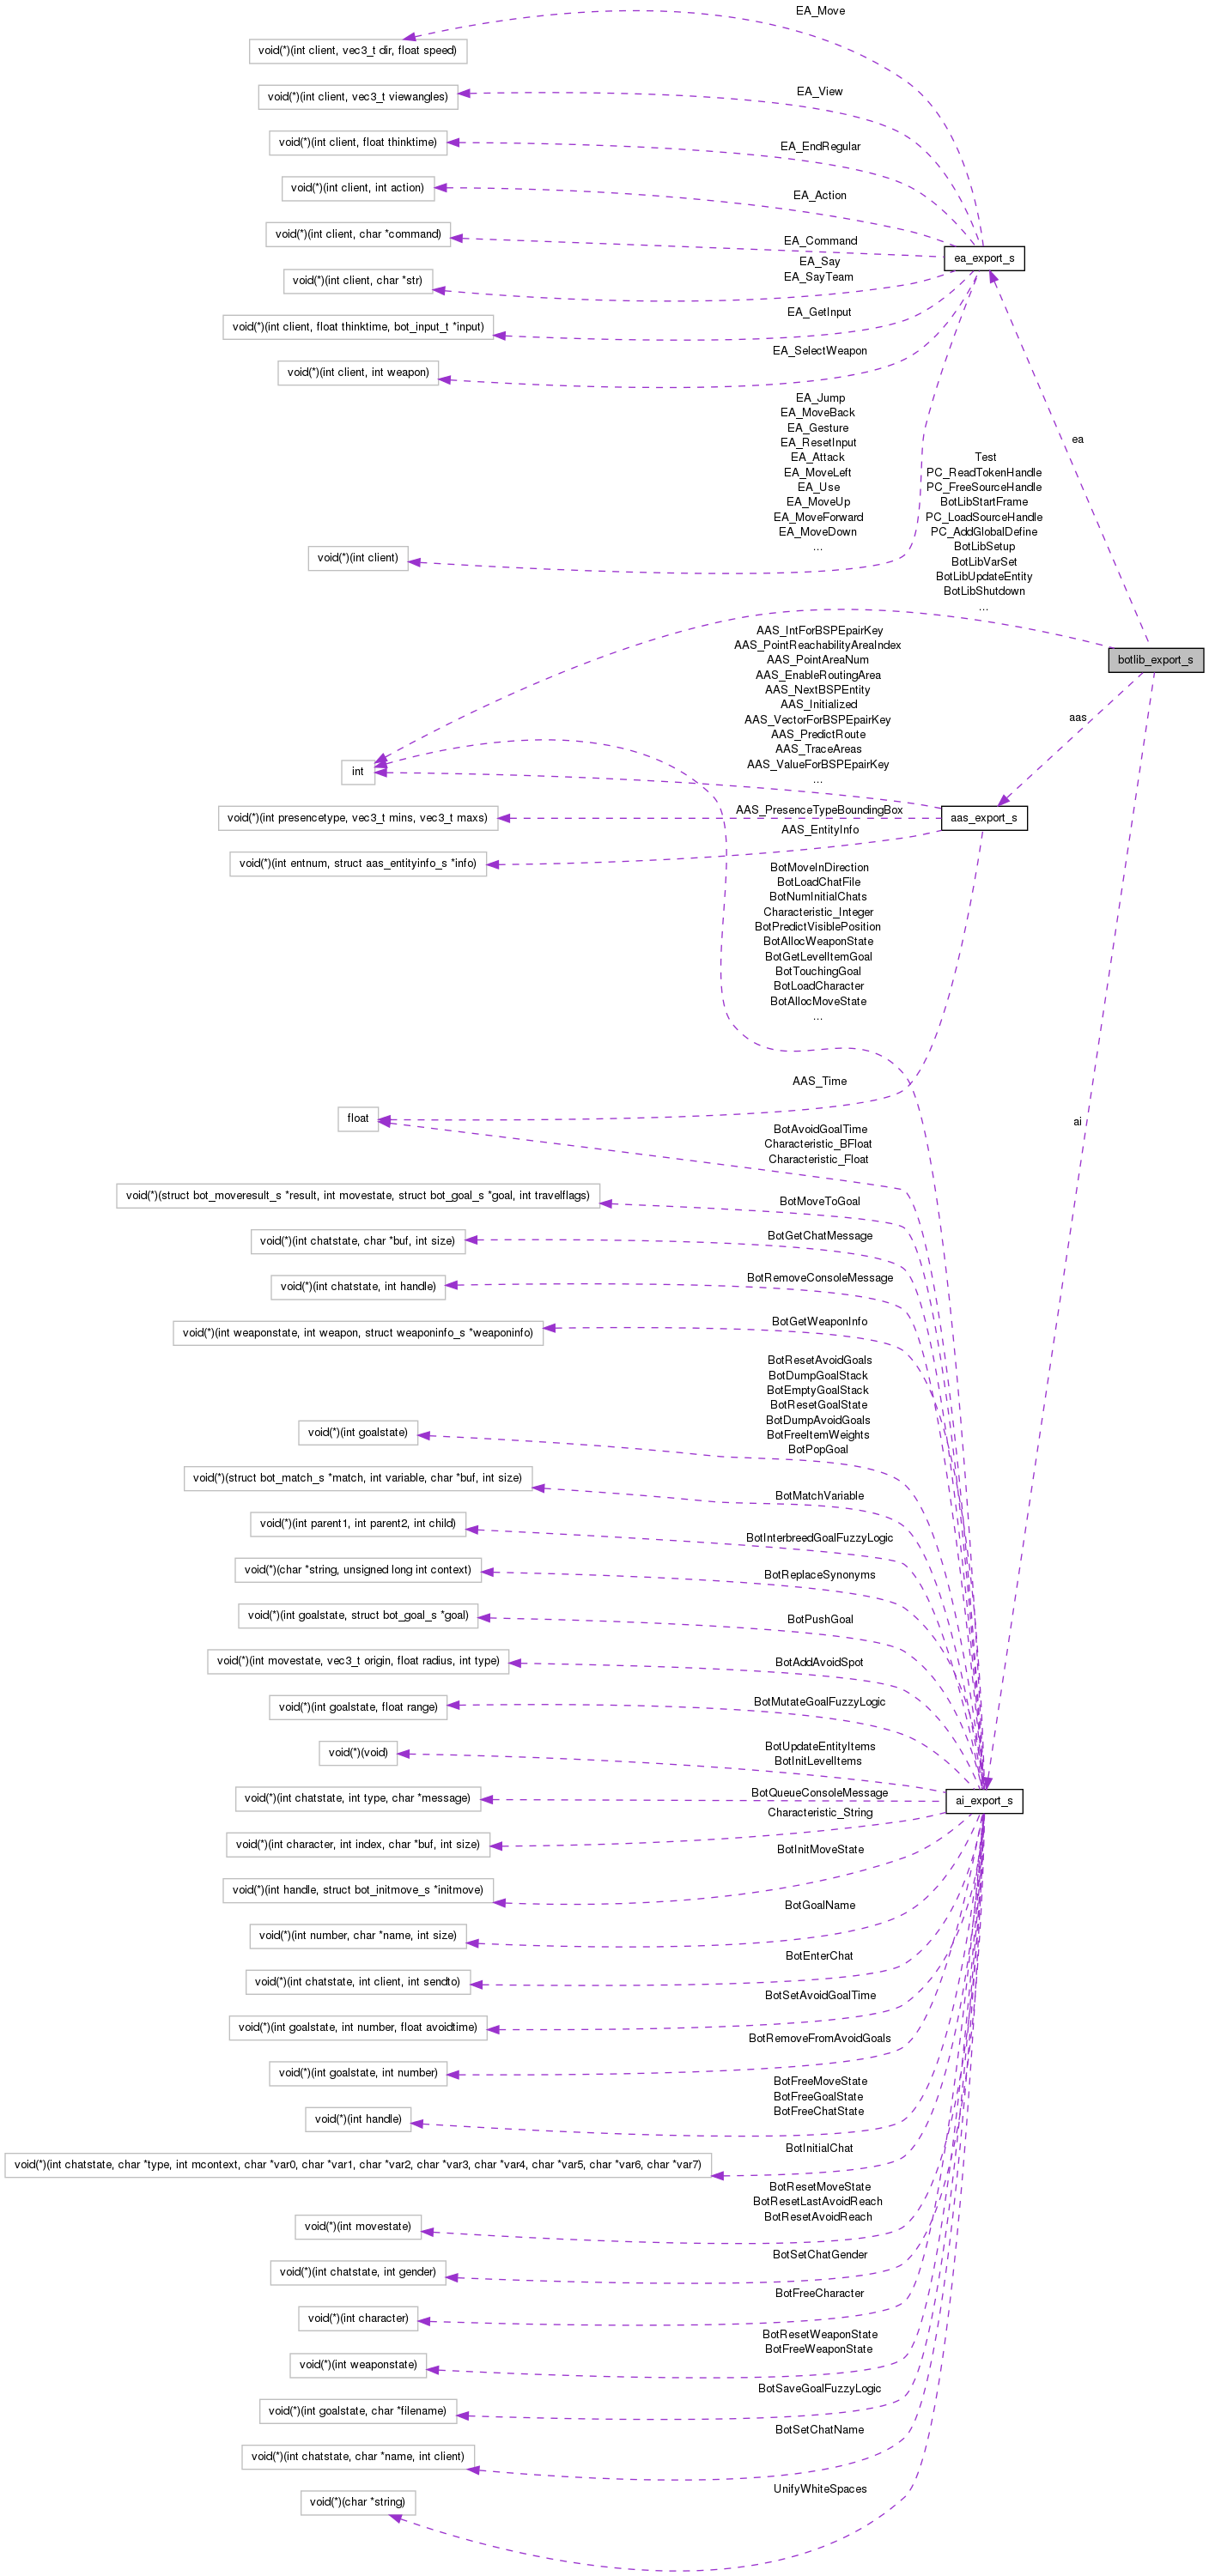 EA_Move
void(*)(int client, vec3_t dir, float speed)
EA_View
void(*)(int client, vec3_t viewangles)
void(*)(int client, float thinktime)
EA_EndRegular
void(*)(int client, int action)
EA_Action
void(*)(int client, char *command)
EA_Command
ea_export_s
EA_Say
EA_SayTeam
void(*)(int client, char *str)
EA_GetInput
void(*)(int client, float thinktime, bot_input_t *input)
EA_SelectWeapon
void(*)(int client, int weapon)
EA_Jump
EA_MoveBack
EA_Gesture
EA_ResetInput
EA_Attack
EA_MoveLeft
EA_Use
EA_MoveUp
EA_MoveForward
EA_MoveDown
...
void(*)(int client)
ea
Test
PC_ReadTokenHandle
PC_FreeSourceHandle
BotLibStartFrame
PC_LoadSourceHandle
PC_AddGlobalDefine
BotLibSetup
BotLibVarSet
BotLibUpdateEntity
BotLibShutdown
...
botlib_export_s
AAS_IntForBSPEpairKey
AAS_PointReachabilityAreaIndex
AAS_PointAreaNum
AAS_EnableRoutingArea
AAS_NextBSPEntity
AAS_Initialized
AAS_VectorForBSPEpairKey
AAS_PredictRoute
AAS_TraceAreas
AAS_ValueForBSPEpairKey
...
aas
int
AAS_PresenceTypeBoundingBox
void(*)(int presencetype, vec3_t mins, vec3_t maxs)
aas_export_s
AAS_EntityInfo
void(*)(int entnum, struct aas_entityinfo_s *info)
BotMoveInDirection
BotLoadChatFile
BotNumInitialChats
Characteristic_Integer
BotPredictVisiblePosition
BotAllocWeaponState
BotGetLevelItemGoal
BotTouchingGoal
BotLoadCharacter
BotAllocMoveState
...
AAS_Time
float
ai
BotAvoidGoalTime
Characteristic_BFloat
Characteristic_Float
void(*)(struct bot_moveresult_s *result, int movestate, struct bot_goal_s *goal, int travelflags)
BotMoveToGoal
void(*)(int chatstate, char *buf, int size)
BotGetChatMessage
void(*)(int chatstate, int handle)
BotRemoveConsoleMessage
void(*)(int weaponstate, int weapon, struct weaponinfo_s *weaponinfo)
BotGetWeaponInfo
BotResetAvoidGoals
BotDumpGoalStack
BotEmptyGoalStack
BotResetGoalState
BotDumpAvoidGoals
BotFreeItemWeights
BotPopGoal
void(*)(int goalstate)
void(*)(struct bot_match_s *match, int variable, char *buf, int size)
BotMatchVariable
void(*)(int parent1, int parent2, int child)
BotInterbreedGoalFuzzyLogic
void(*)(char *string, unsigned long int context)
BotReplaceSynonyms
void(*)(int goalstate, struct bot_goal_s *goal)
BotPushGoal
void(*)(int movestate, vec3_t origin, float radius, int type)
BotAddAvoidSpot
void(*)(int goalstate, float range)
BotMutateGoalFuzzyLogic
void(*)(void)
BotUpdateEntityItems
BotInitLevelItems
void(*)(int chatstate, int type, char *message)
BotQueueConsoleMessage
ai_export_s
Characteristic_String
void(*)(int character, int index, char *buf, int size)
BotInitMoveState
void(*)(int handle, struct bot_initmove_s *initmove)
BotGoalName
void(*)(int number, char *name, int size)
BotEnterChat
void(*)(int chatstate, int client, int sendto)
BotSetAvoidGoalTime
void(*)(int goalstate, int number, float avoidtime)
BotRemoveFromAvoidGoals
void(*)(int goalstate, int number)
BotFreeMoveState
BotFreeGoalState
BotFreeChatState
void(*)(int handle)
BotInitialChat
void(*)(int chatstate, char *type, int mcontext, char *var0, char *var1, char *var2, char *var3, char *var4, char *var5, char *var6, char *var7)
BotResetMoveState
BotResetLastAvoidReach
BotResetAvoidReach
void(*)(int movestate)
BotSetChatGender
void(*)(int chatstate, int gender)
BotFreeCharacter
void(*)(int character)
BotResetWeaponState
BotFreeWeaponState
void(*)(int weaponstate)
BotSaveGoalFuzzyLogic
void(*)(int goalstate, char *filename)
BotSetChatName
void(*)(int chatstate, char *name, int client)
UnifyWhiteSpaces
void(*)(char *string)